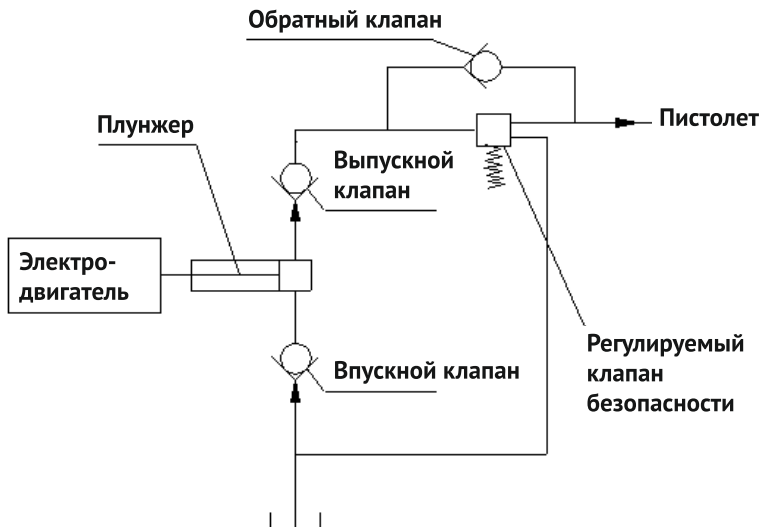 Обратный клапан
Плунжер
Пистолет
Выпускной
клапан
Электро-
двигатель
Впускной клапан
Регулируемый
клапан
безопасности